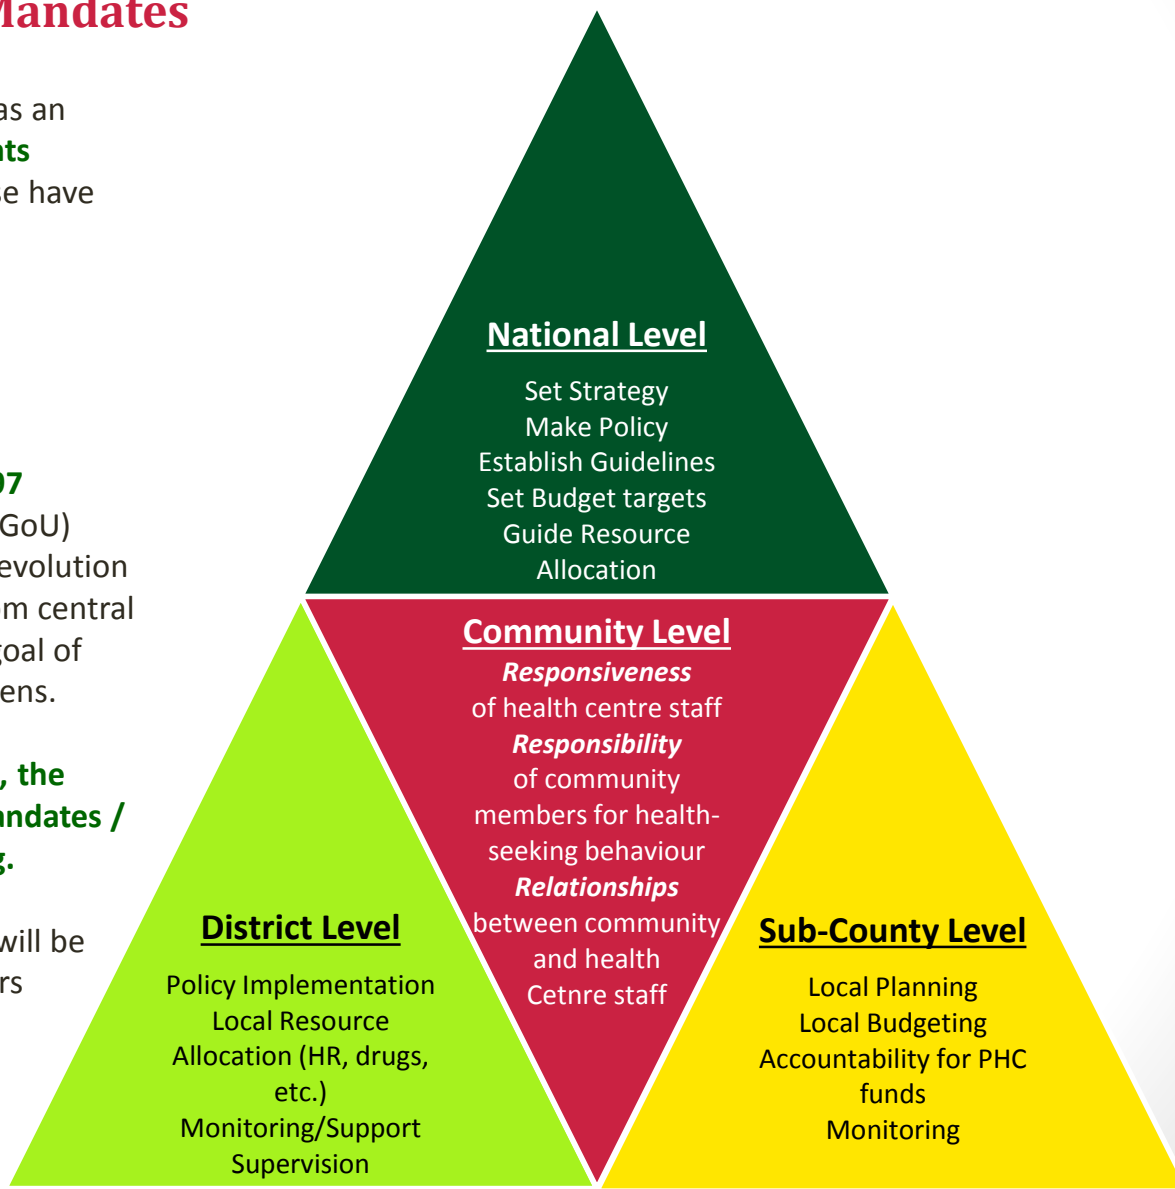 Mandates
as an
nts
se have
97
GoU)
evolution
om central
goal of
ens.
, the
andates /
g.
will be
rs
National Level
Set Strategy
Make Policy
Establish Guidelines
Set Budget targets
Guide Resource
Allocation
Community Level
Responsiveness
of health centre staff
Responsibility
of community
members for health-
seeking behaviour
Relationships
between community
and health
Cetnre staff
District Level
Policy Implementation
Local Resource
Allocation (HR, drugs,
etc.)
Monitoring/Support
Supervision
Sub-County Level
Local Planning
Local Budgeting
Accountability for PHC
funds
Monitoring